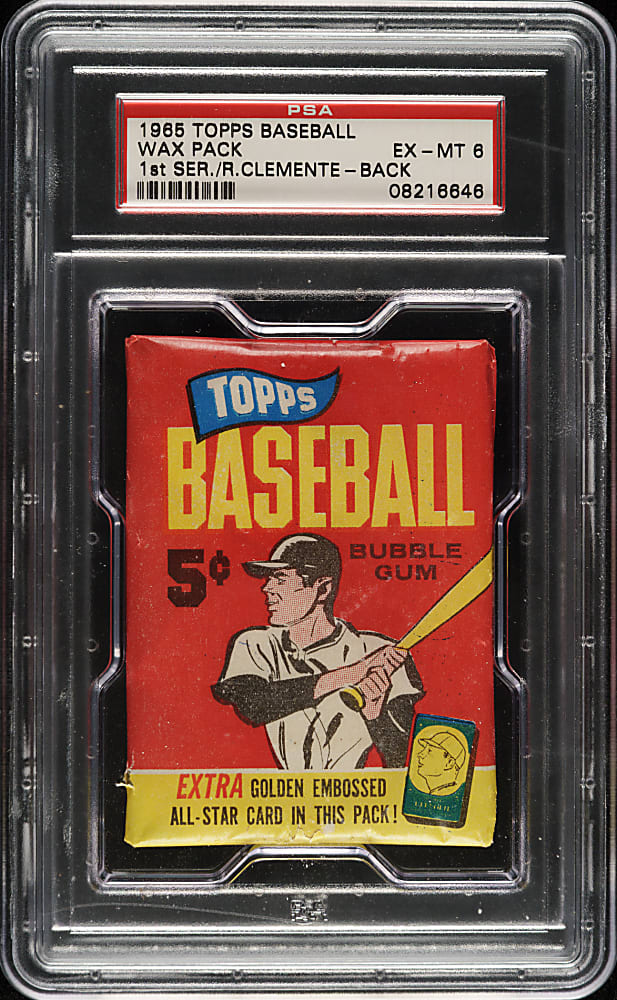 PSA
1965 TOPPS BASEBALL
WAX PACK EX-MT 6
1st SER./R.CLEMENTE-BACK
08216646
TOPPS
BASEBALL
5¢ BUBBLE
GUM
EXTRA GOLDEN EMBOSSED
ALL-STAR CARD IN THIS PACK!
PSA